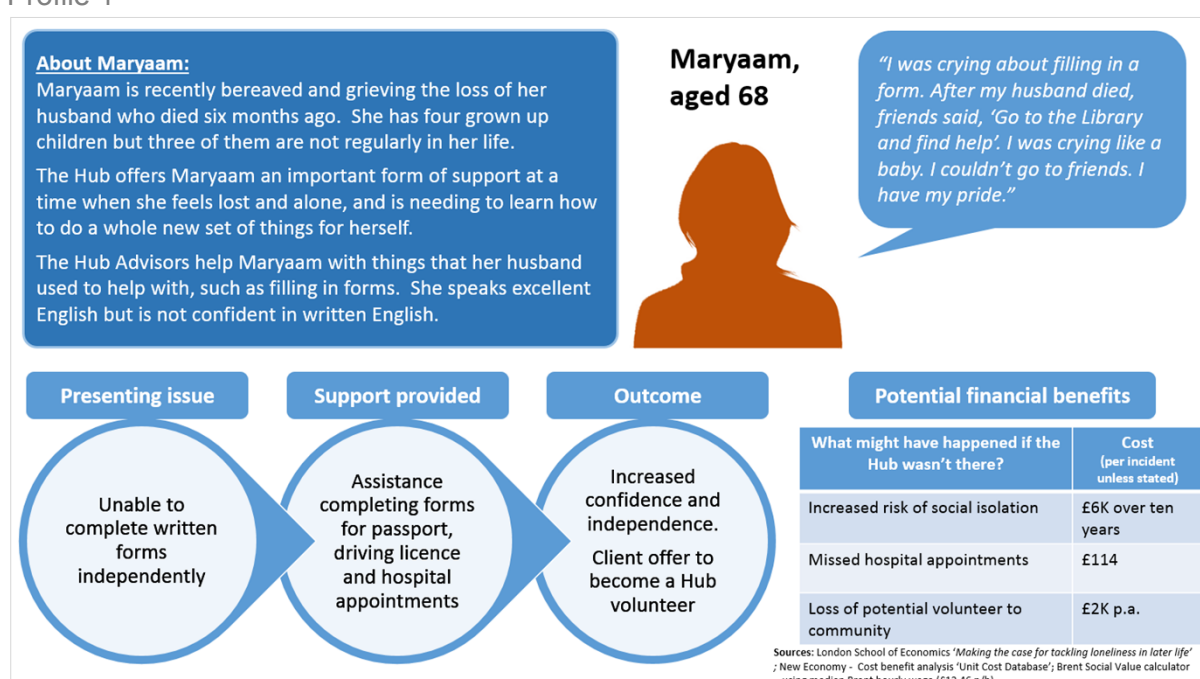 Profile 1
About Maryaam:
Maryaam is recently bereaved and grieving the loss of her
husband who died six months ago.  She has four grown up
children but three of them are not regularly in her life.
The Hub offers Maryaam an important form of support at a
time when she feels lost and alone, and is needing to learn how
to do a whole new set of things for herself.
The Hub Advisors help Maryaam with things that her husband
used to help with, such as filling in forms.  She speaks excellent
English but is not confident in written English.
Maryaam,
aged 68
“I was crying about filling in a
form. After my husband died,
friends said, ‘Go to the Library
and find help’. I was crying like a
baby. I couldn’t go to friends. I
have my pride.”
Presenting issue
Unable to
complete written
forms
independently
Support provided
Assistance
completing forms
for passport,
driving licence
and hospital
appointments
Outcome
Increased
confidence and
independence.
Client offer to
become a Hub
volunteer
Potential financial benefits
What might have happened if the
Hub wasn’t there?
Cost
(per incident
unless stated)
Increased risk of social isolation
£6K over ten
years
Missed hospital appointments
£114
Loss of potential volunteer to
community
£2K p.a.
Sources: London School of Economics ‘Making the case for tackling loneliness in later life’
; New Economy -  Cost benefit analysis ‘Unit Cost Database’; Brent Social Value calculator
using median Brent hourly wage